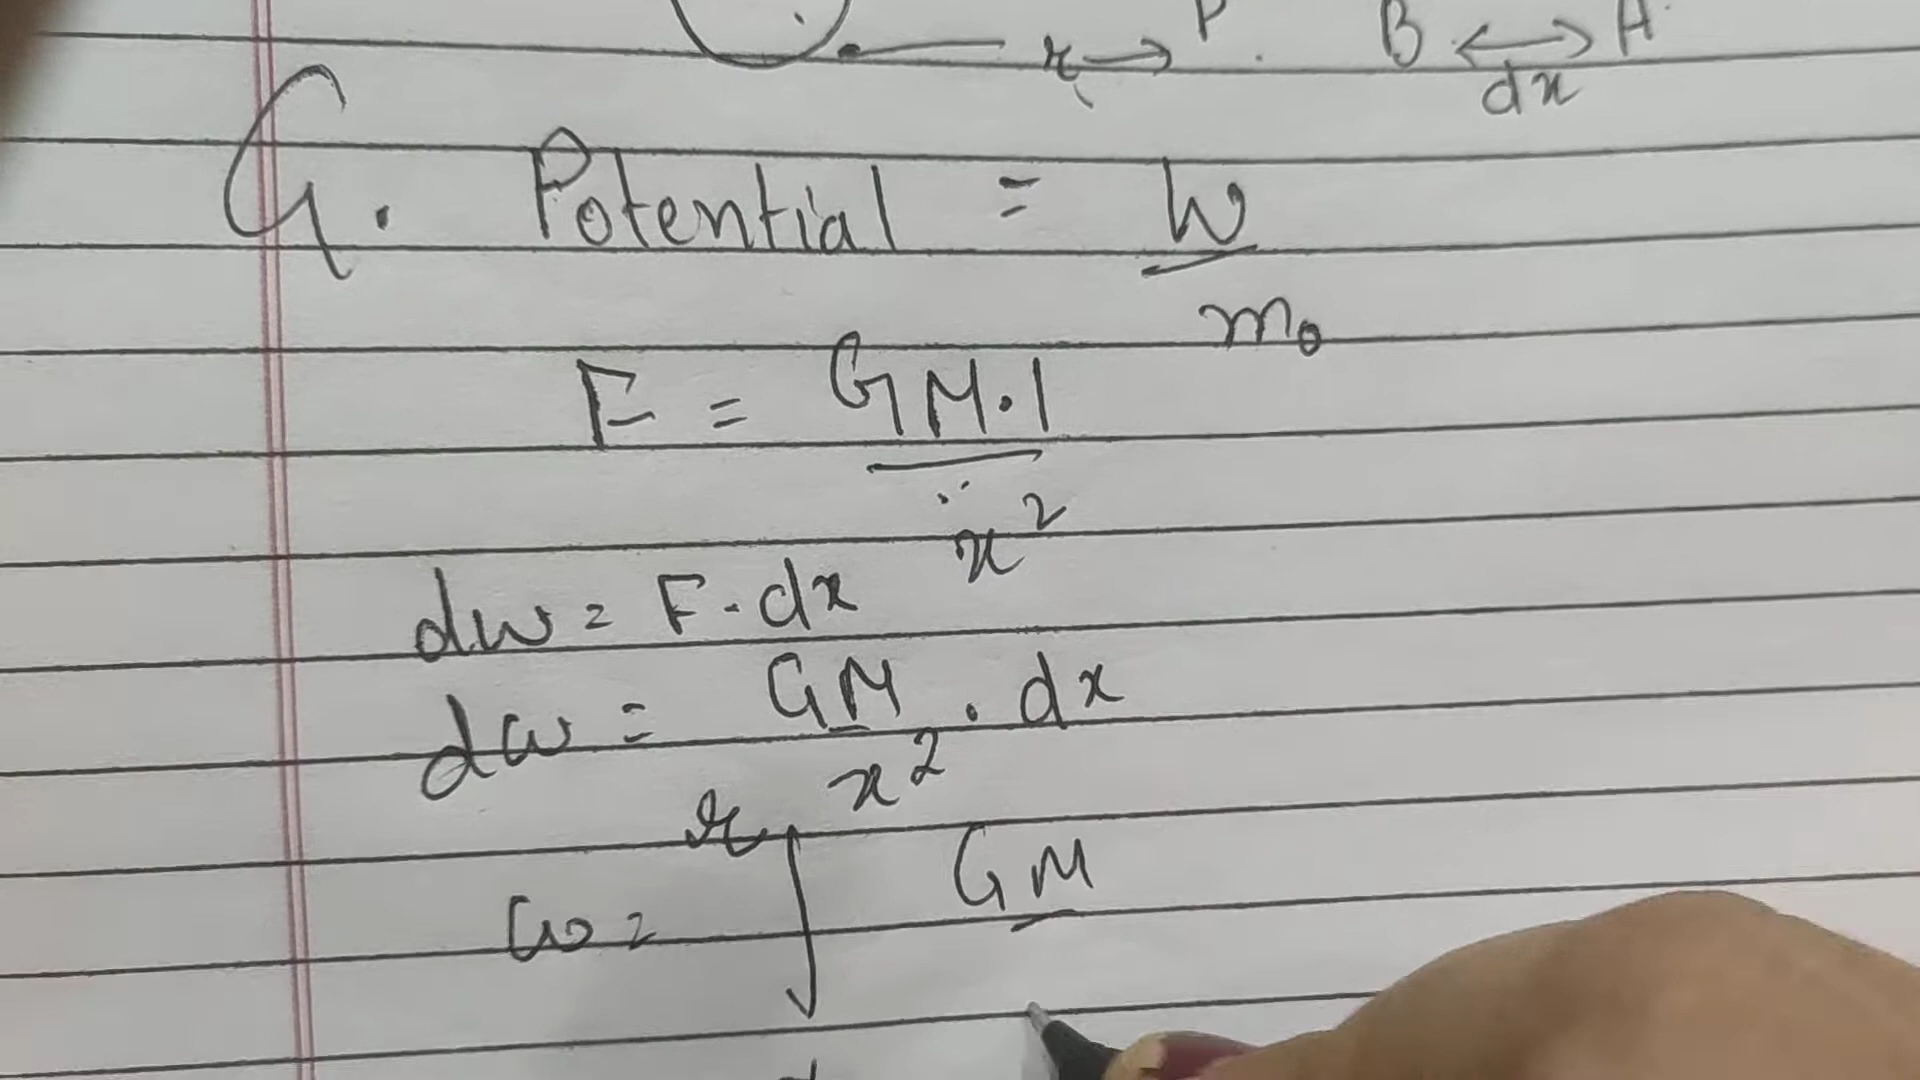 r → P . B ↔ A
dx
G. Potential = W
m₀
F = GM.1
x²
dw = F.dx
dw = GM . dx
x²
r
w = ∫ GM